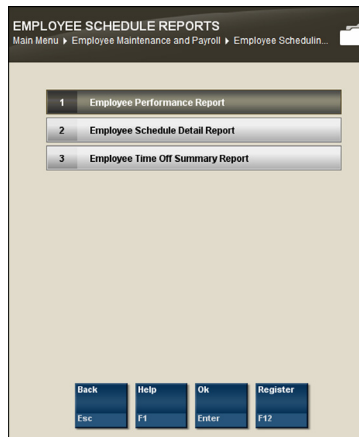 EMPLOYEE SCHEDULE REPORTS
Main Menu ▸ Employee Maintenance and Payroll ▸ Employee Schedulin...
1 Employee Performance Report
2 Employee Schedule Detail Report
3 Employee Time Off Summary Report
Back Help Ok Register
Esc F1 Enter F12